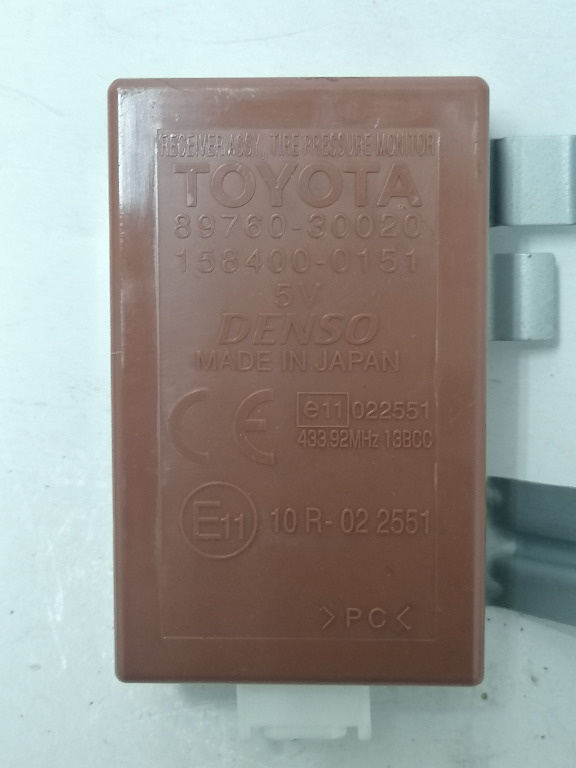 RECEIVER ASSY, TIRE PRESSURE MONITOR
TOYOTA
89760-30020
158400-0151
5V
DENSO
MADE IN JAPAN
CE e11 022551
433.92MHz 13BCC
E11 10 R-02 2551
>PC<